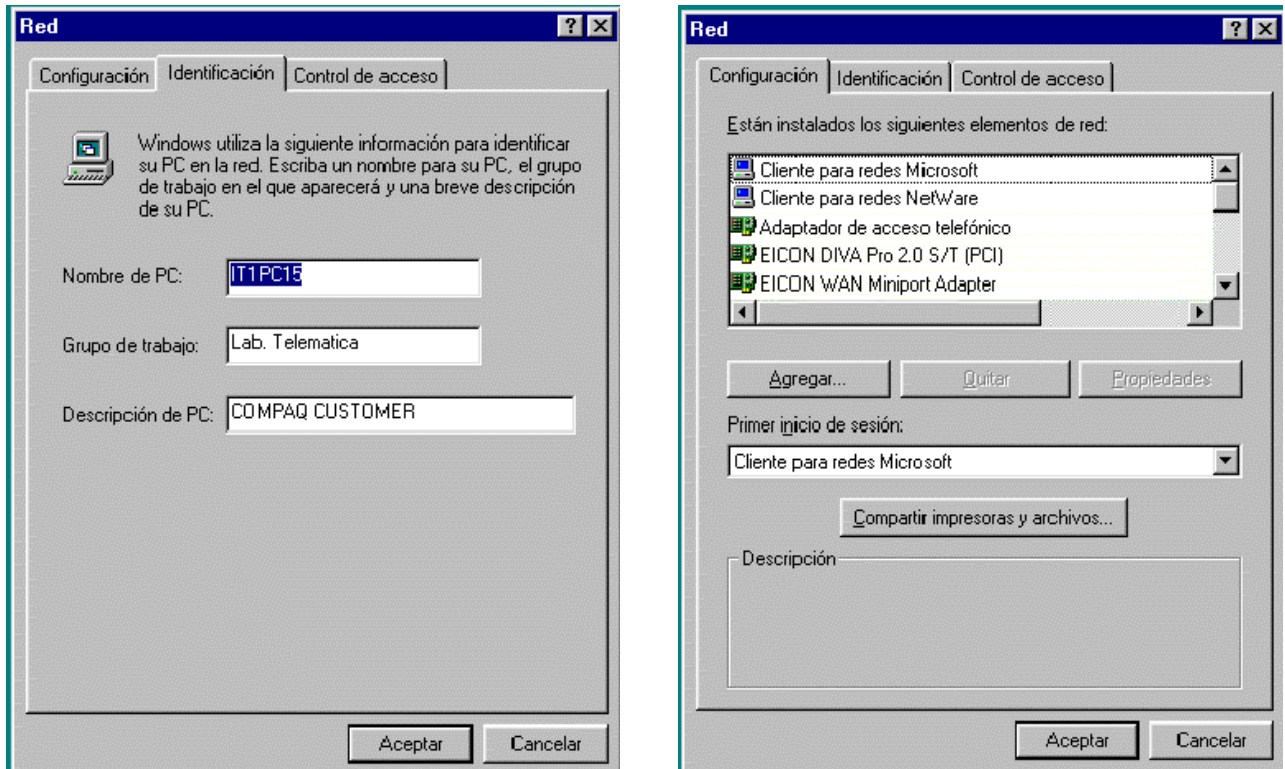 Red
Configuración
Identificación
Control de acceso
Windows utiliza la siguiente información para identificar
su PC en la red. Escriba un nombre para su PC, el grupo
de trabajo en el que aparecerá y una breve descripción
de su PC.
Nombre de PC: IT1PC15
Grupo de trabajo: Lab. Telematica
Descripción de PC: COMPAQ CUSTOMER
Aceptar
Cancelar
Red
Configuración
Identificación
Control de acceso
Están instalados los siguientes elementos de red:
Cliente para redes Microsoft
Cliente para redes NetWare
Adaptador de acceso telefónico
EICON DIVA Pro 2.0 S/T (PCI)
EICON WAN Miniport Adapter
Agregar...
Quitar
Propiedades
Primer inicio de sesión:
Cliente para redes Microsoft
Compartir impresoras y archivos...
Descripción
Aceptar
Cancelar